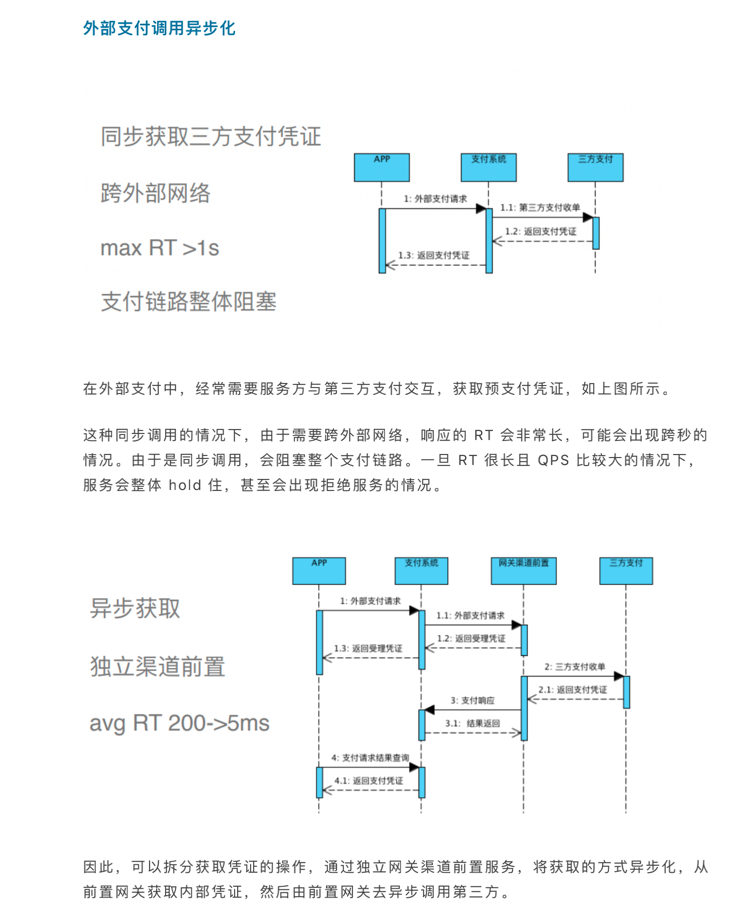 外部支付调用异步化
同步获取三方支付凭证
跨外部网络
max RT >1s
支付链路整体阻塞
APP
支付系统
三方支付
1: 外部支付请求
1.1: 第三方支付收单
1.2: 返回支付凭证
1.3: 返回支付凭证
在外部支付中，经常需要服务方与第三方支付交互，获取预支付凭证，如上图所示。
这种同步调用的情况下，由于需要跨外部网络，响应的 RT 会非常长，可能会出现跨秒的
情况。由于是同步调用，会阻塞整个支付链路。一旦 RT 很长且 QPS 比较大的情况下，
服务会整体 hold 住，甚至会出现拒绝服务的情况。
异步获取
独立渠道前置
avg RT 200->5ms
APP
支付系统
网关渠道前置
三方支付
1: 外部支付请求
1.1: 外部支付请求
1.2: 返回受理凭证
1.3: 返回受理凭证
2: 三方支付收单
2.1: 返回支付凭证
3: 支付响应
3.1: 结果返回
4: 支付请求结果查询
4.1: 返回支付凭证
因此，可以拆分获取凭证的操作，通过独立网关渠道前置服务，将获取的方式异步化，从
前置网关获取内部凭证，然后由前置网关去异步调用第三方。